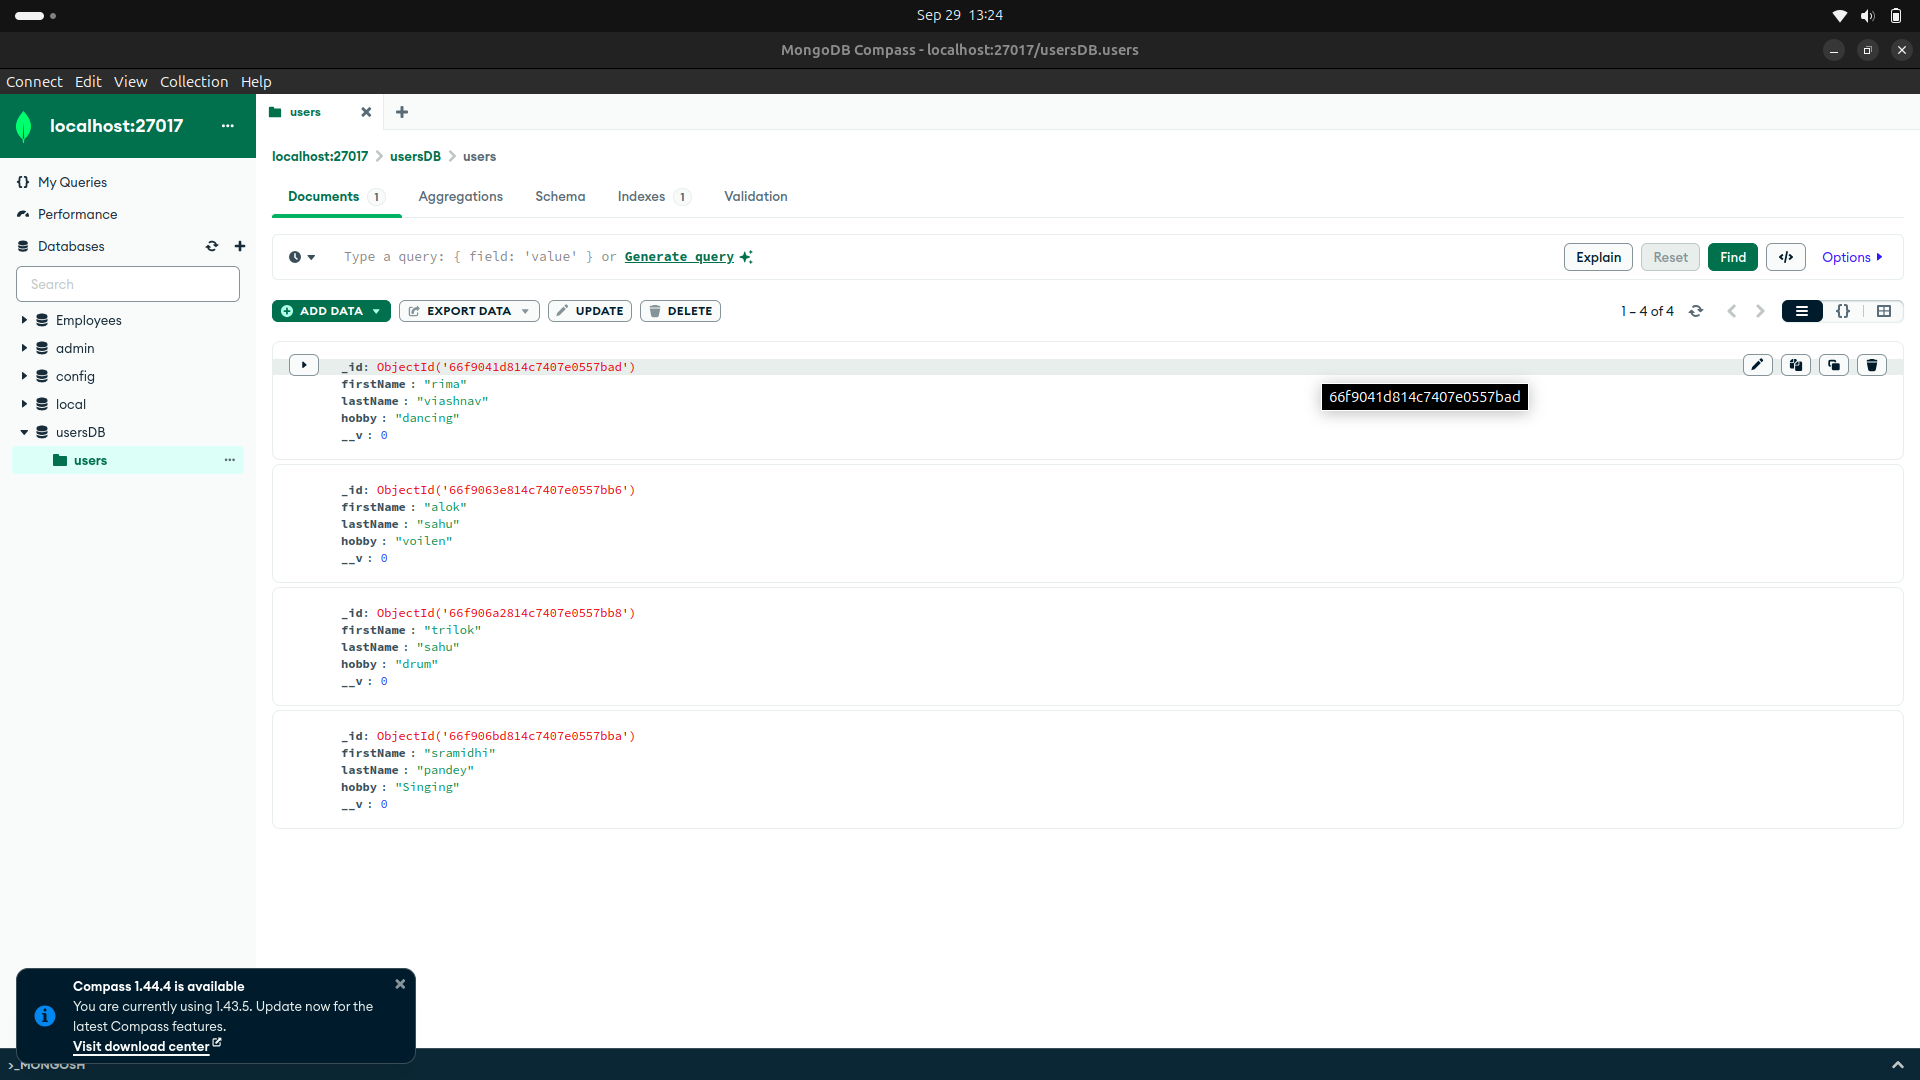 Sep 29 13:24
MongoDB Compass - localhost:27017/usersDB.users
Connect Edit View Collection Help
localhost:27017
users
localhost:27017 usersDB users
My Queries
Performance
Databases
Search
Employees
admin
config
local
usersDB
users
Documents 1 Aggregations Schema Indexes 1 Validation
Type a query: { field: 'value' } or Generate query
Explain Reset Find </> Options
ADD DATA EXPORT DATA UPDATE DELETE
1 – 4 of 4 {}
_id: ObjectId('66f9041d814c7407e0557bad')
firstName : "rima"
lastName : "viashnav"
hobby : "dancing"
__v : 0
66f9041d814c7407e0557bad
_id: ObjectId('66f9063e814c7407e0557bb6')
firstName : "alok"
lastName : "sahu"
hobby : "voilen"
__v : 0
_id: ObjectId('66f906a2814c7407e0557bb8')
firstName : "trilok"
lastName : "sahu"
hobby : "drum"
__v : 0
_id: ObjectId('66f906bd814c7407e0557bba')
firstName : "sramidhi"
lastName : "pandey"
hobby : "Singing"
__v : 0
Compass 1.44.4 is available
You are currently using 1.43.5. Update now for the
latest Compass features.
Visit download center
>_MONGOSH